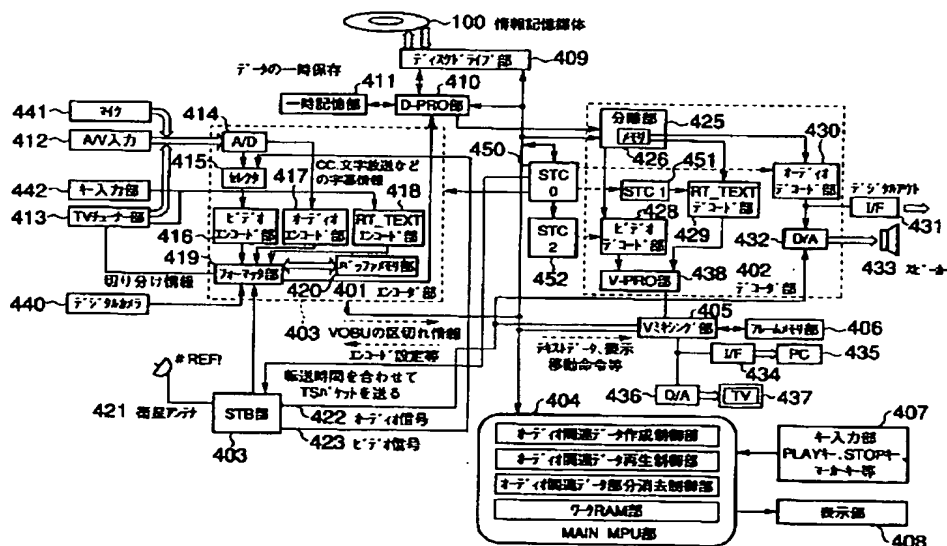 100 情報記憶媒体
ディスクドライブ部 409
データの一時保存
411 410
一時記憶部 D-PRO部
441 マイク
412 A/V入力
442 キー入力部
413 TVチューナー部
414
A/D
415
セレクタ
CC、文字放送など
の字幕情報
417 418
ビデオ
エンコード部
416
オーディオ
エンコード部
RT_TEXT
エンコード部
419 フォーマッタ部
バッファメモリ部
420
401 エンコーダ部
切り分け情報
440 デジタルカメラ
403
VOBUの区切れ情報
エンコード設定等
転送時間を合わせて
TSパケットを送る
# REF!
421 衛星アンテナ
STB部
403
422 オーディオ信号
423 ビデオ信号
450
STC
0
STC
2
452
451
STC 1
分離部 425
メモリ
426
428
ビデオ
デコード部
RT_TEXT
デコード部
429
430
オーディオ
デコード部
デジタルアウト
I/F
431
432
D/A
433 スピーカー
V-PRO部 438
402
デコーダ部
405
Vミキシング部
フレームメモリ部 406
テキストデータ、表示
移動命令等
I/F PC 435
434
436 D/A TV 437
404
オーディオ関連データ作成制御部
オーディオ関連データ再生制御部
オーディオ関連データ部分消去制御部
ワークRAM部
MAIN MPU部
407
キー入力部
PLAYキー、STOPキー、
マーカーキー等
表示部
408